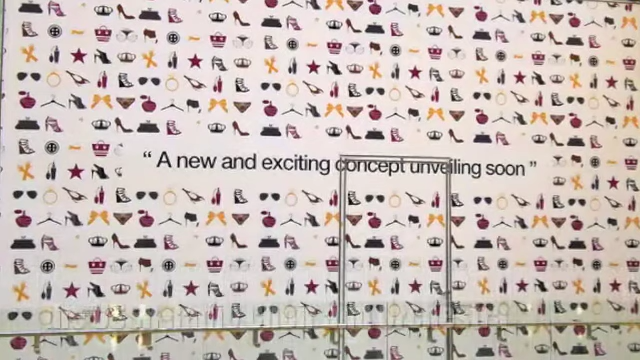 “ A new and exciting concept unveiling soon ”